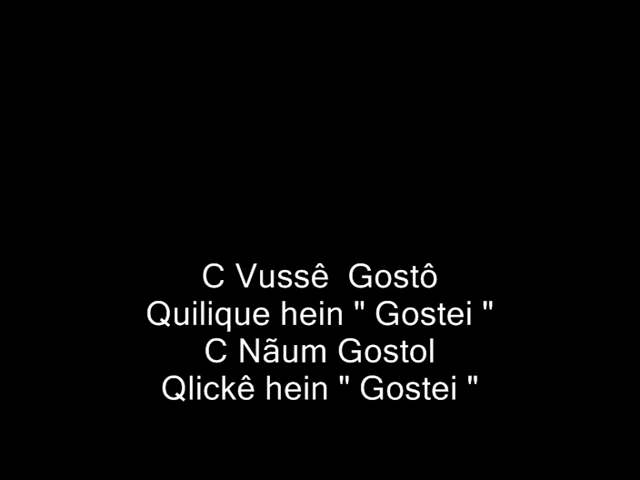 C Vussê  Gostô
Quilique hein " Gostei "
C Nãum Gostol
Qlickê hein " Gostei "